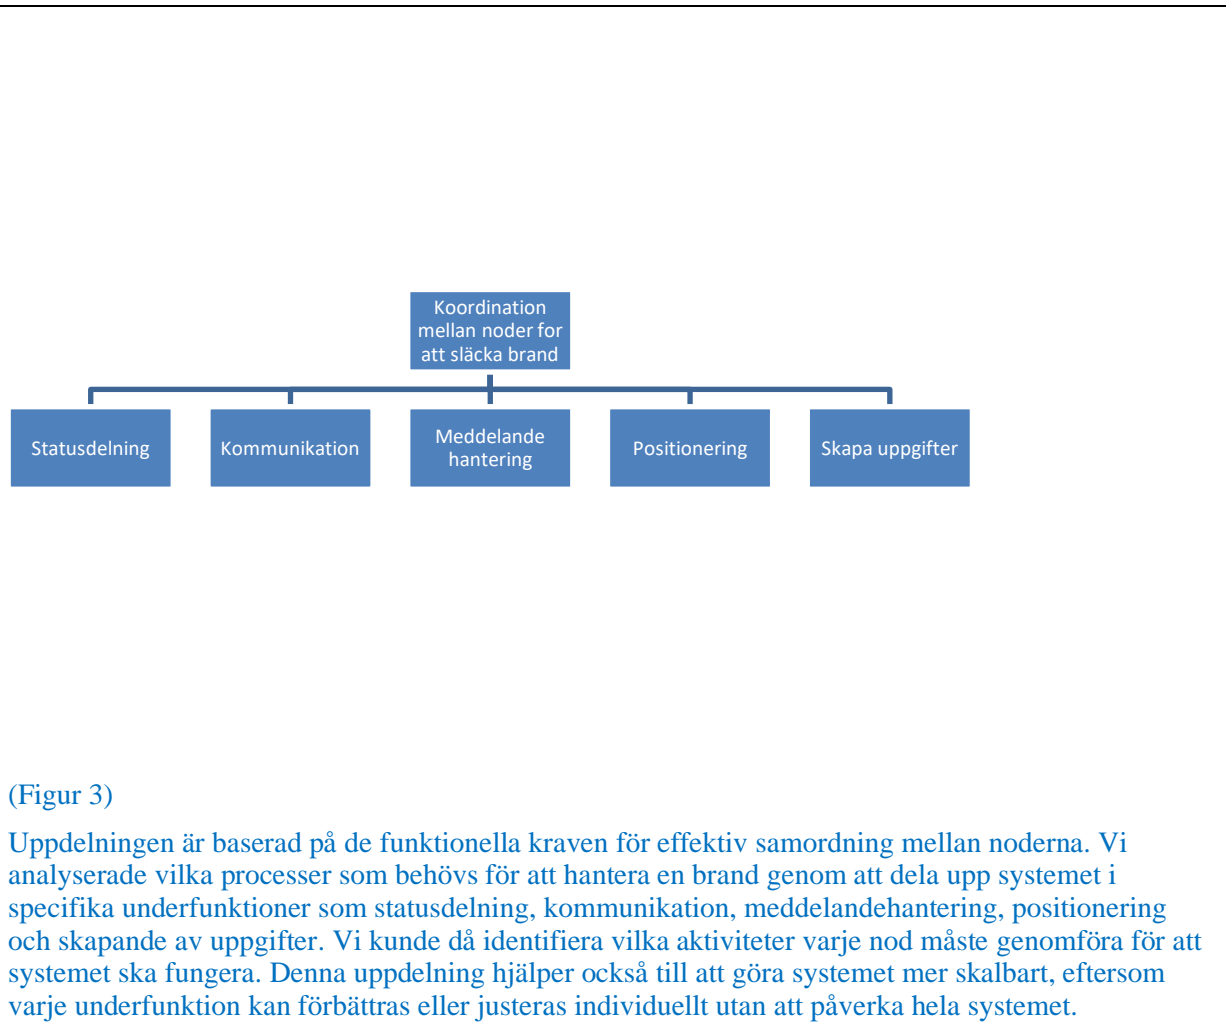 Koordination
mellan noder for
att släcka brand
Statusdelning
Kommunikation
Meddelande
hantering
Positionering
Skapa uppgifter
(Figur 3)
Uppdelningen är baserad på de funktionella kraven för effektiv samordning mellan noderna. Vi
analyserade vilka processer som behövs för att hantera en brand genom att dela upp systemet i
specifika underfunktioner som statusdelning, kommunikation, meddelandehantering, positionering
och skapande av uppgifter. Vi kunde då identifiera vilka aktiviteter varje nod måste genomföra för att
systemet ska fungera. Denna uppdelning hjälper också till att göra systemet mer skalbart, eftersom
varje underfunktion kan förbättras eller justeras individuellt utan att påverka hela systemet.